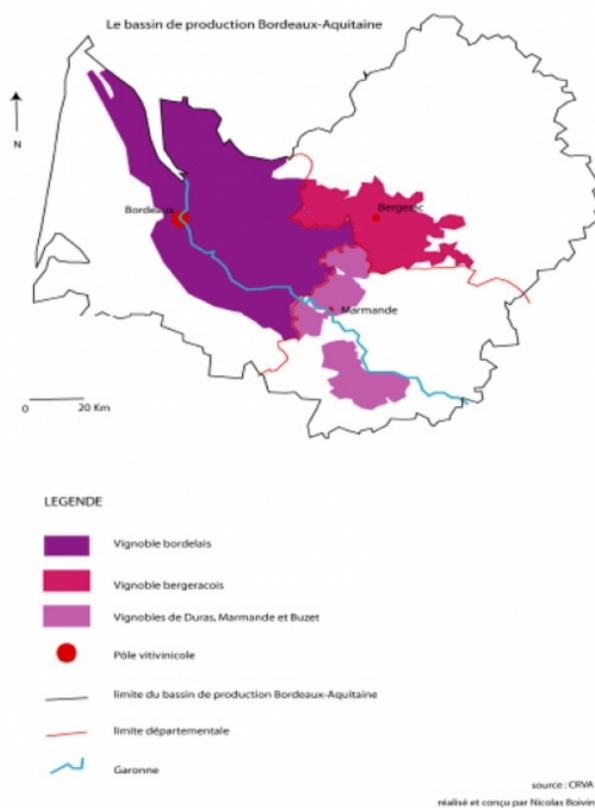 Le bassin de production Bordeaux-Aquitaine
N
Bordeaux
Bergerac
Marmande
0 20 Km
LEGENDE
Vignoble bordelais
Vignoble bergeracois
Vignobles de Duras, Marmande et Buzet
Pôle vitivinicole
limite du bassin de production Bordeaux-Aquitaine
limite départementale
Garonne
source : CRVA
réalisé et conçu par Nicolas Boivin